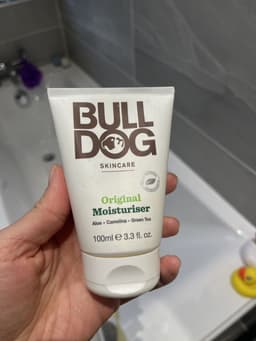 BULL
DOG
SKINCARE
Original
Moisturiser
Aloe • Camelina • Green Tea
100ml ℮ 3.3 fl. oz.